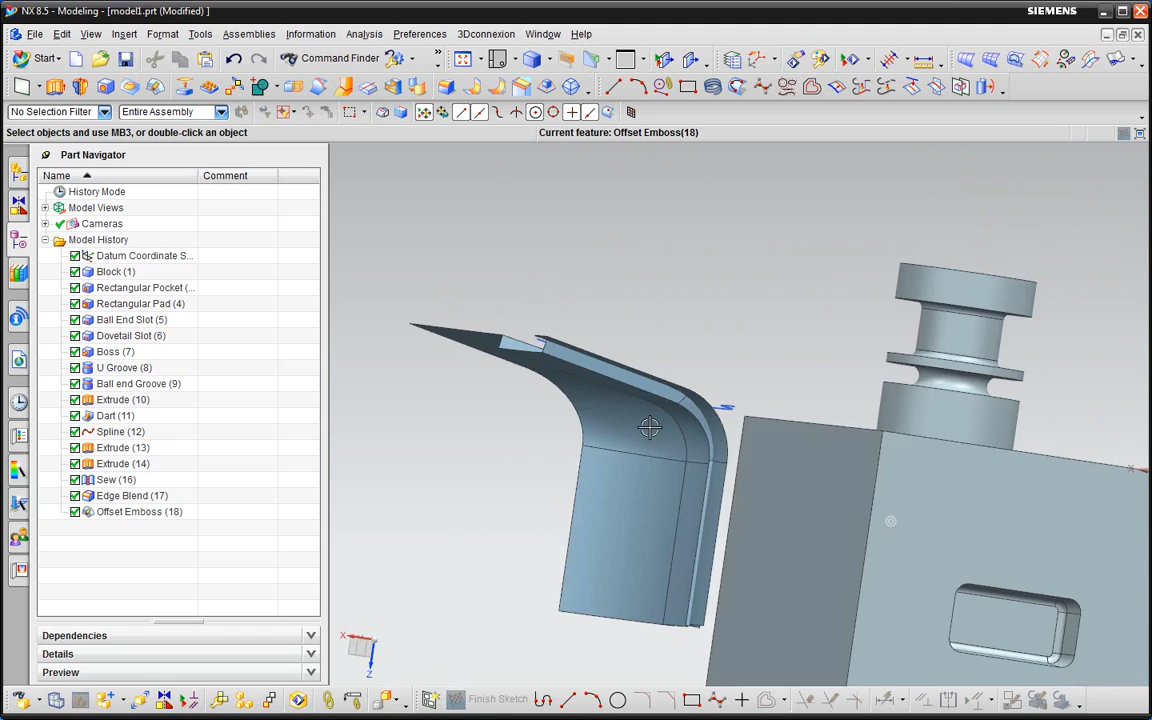 NX 8.5 - Modeling - [model1.prt (Modified) ]
SIEMENS
File Edit View Insert Format Tools Assemblies Information Analysis Preferences 3Dconnexion Window Help
Start
Command Finder
No Selection Filter
Entire Assembly
Select objects and use MB3, or double-click an object
Current feature: Offset Emboss(18)
Part Navigator
Name
Comment
History Mode
Model Views
Cameras
Model History
Datum Coordinate S...
Block (1)
Rectangular Pocket (...
Rectangular Pad (4)
Ball End Slot (5)
Dovetail Slot (6)
Boss (7)
U Groove (8)
Ball end Groove (9)
Extrude (10)
Dart (11)
Spline (12)
Extrude (13)
Extrude (14)
Sew (16)
Edge Blend (17)
Offset Emboss (18)
Dependencies
Details
Preview
X
Z
Finish Sketch